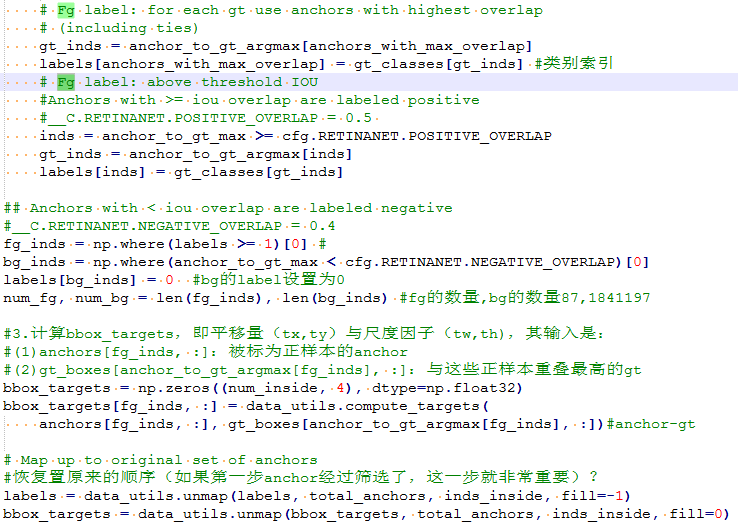 # Fg label: for each gt use anchors with highest overlap
# (including ties)
gt_inds = anchor_to_gt_argmax[anchors_with_max_overlap]
labels[anchors_with_max_overlap] = gt_classes[gt_inds] #类别索引
# Fg label: above threshold IOU
#Anchors with >= iou overlap are labeled positive
#__C.RETINANET.POSITIVE_OVERLAP = 0.5
inds = anchor_to_gt_max >= cfg.RETINANET.POSITIVE_OVERLAP
gt_inds = anchor_to_gt_argmax[inds]
labels[inds] = gt_classes[gt_inds]
## Anchors with < iou overlap are labeled negative
#__C.RETINANET.NEGATIVE_OVERLAP = 0.4
fg_inds = np.where(labels >= 1)[0] #
bg_inds = np.where(anchor_to_gt_max < cfg.RETINANET.NEGATIVE_OVERLAP)[0]
labels[bg_inds] = 0 #bg的label设置为0
num_fg, num_bg = len(fg_inds), len(bg_inds) #fg的数量,bg的数量87,1841197
#3.计算bbox_targets，即平移量（tx,ty）与尺度因子（tw,th），其输入是：
#(1)anchors[fg_inds, :]：被标为正样本的anchor
#(2)gt_boxes[anchor_to_gt_argmax[fg_inds], :]：与这些正样本重叠最高的gt
bbox_targets = np.zeros((num_inside, 4), dtype=np.float32)
bbox_targets[fg_inds, :] = data_utils.compute_targets(
anchors[fg_inds, :], gt_boxes[anchor_to_gt_argmax[fg_inds], :])#anchor-gt
# Map up to original set of anchors
#恢复置原来的顺序（如果第一步anchor经过筛选了，这一步就非常重要）？
labels = data_utils.unmap(labels, total_anchors, inds_inside, fill=-1)
bbox_targets = data_utils.unmap(bbox_targets, total_anchors, inds_inside, fill=0)